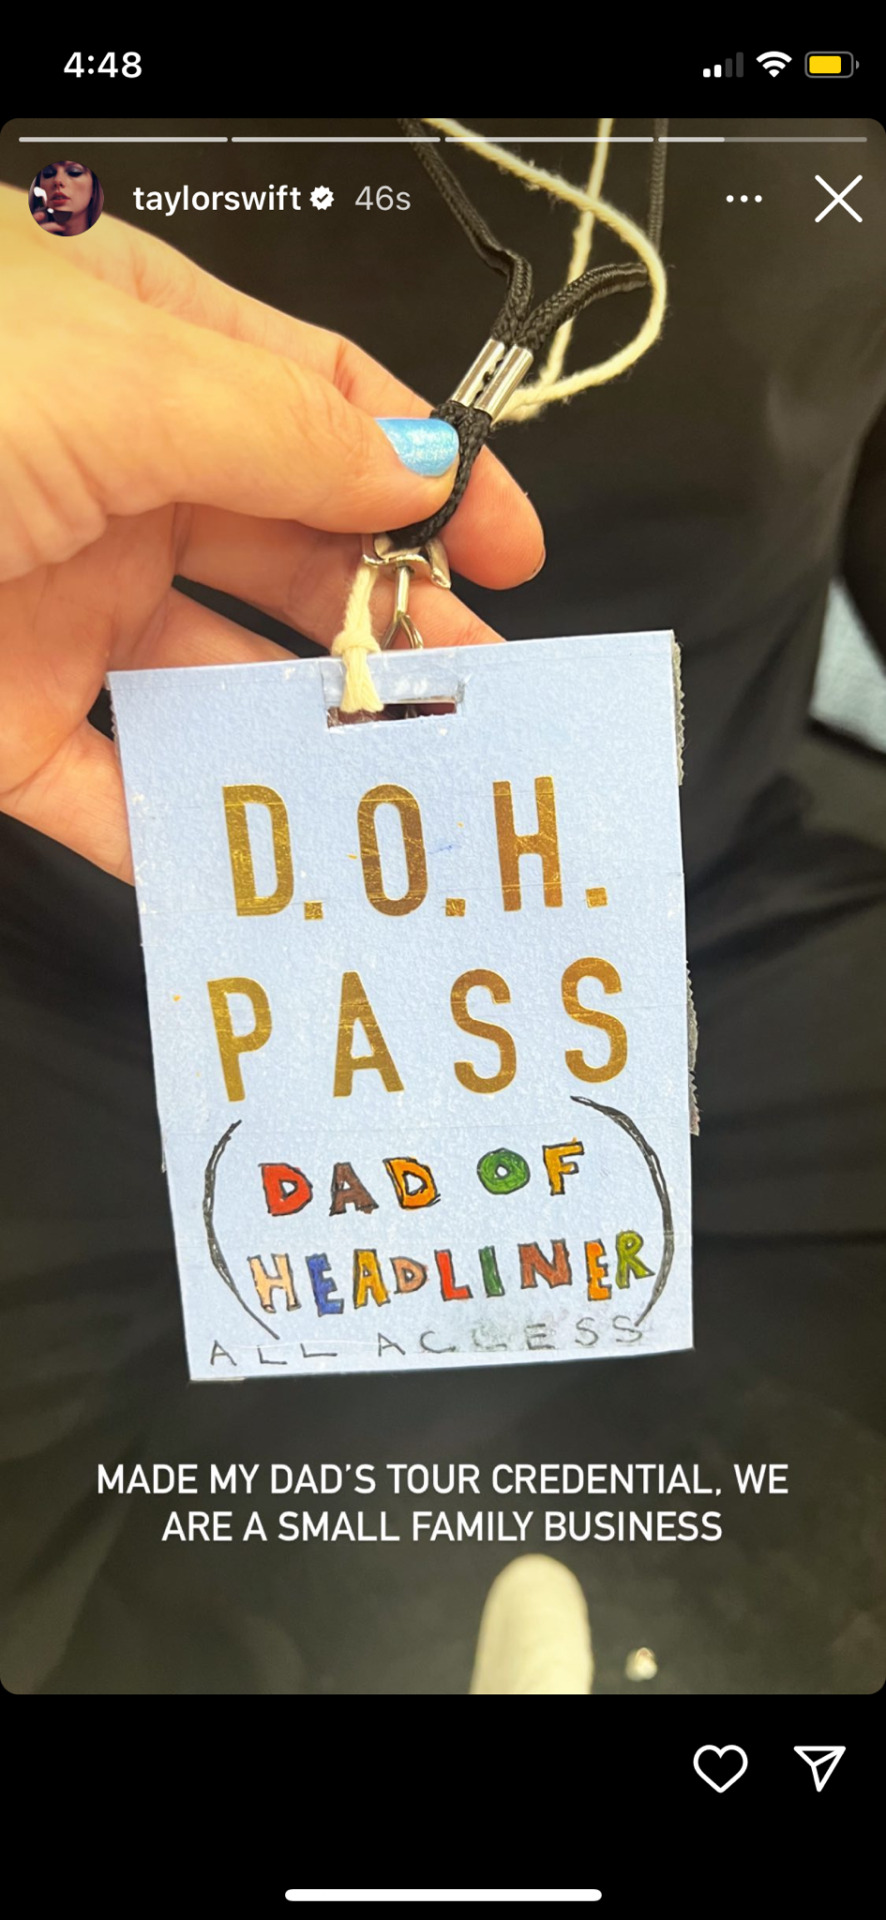 4:48
taylorswift 46s
D.O.H.
PASS
(DAD OF
HEADLINER)
ALL ACCESS
MADE MY DAD'S TOUR CREDENTIAL, WE
ARE A SMALL FAMILY BUSINESS